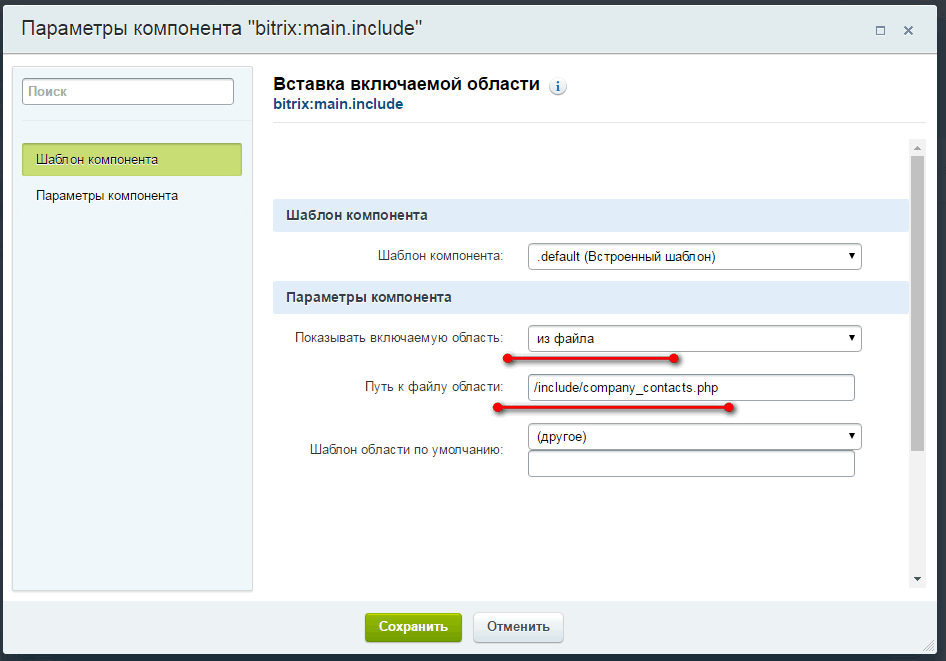 Параметры компонента "bitrix:main.include"
Поиск
Шаблон компонента
Параметры компонента
Вставка включаемой области
bitrix:main.include
Шаблон компонента
Шаблон компонента: .default (Встроенный шаблон)
Параметры компонента
Показывать включаемую область: из файла
Путь к файлу области: /include/company_contacts.php
Шаблон области по умолчанию: (другое)
Сохранить Отменить